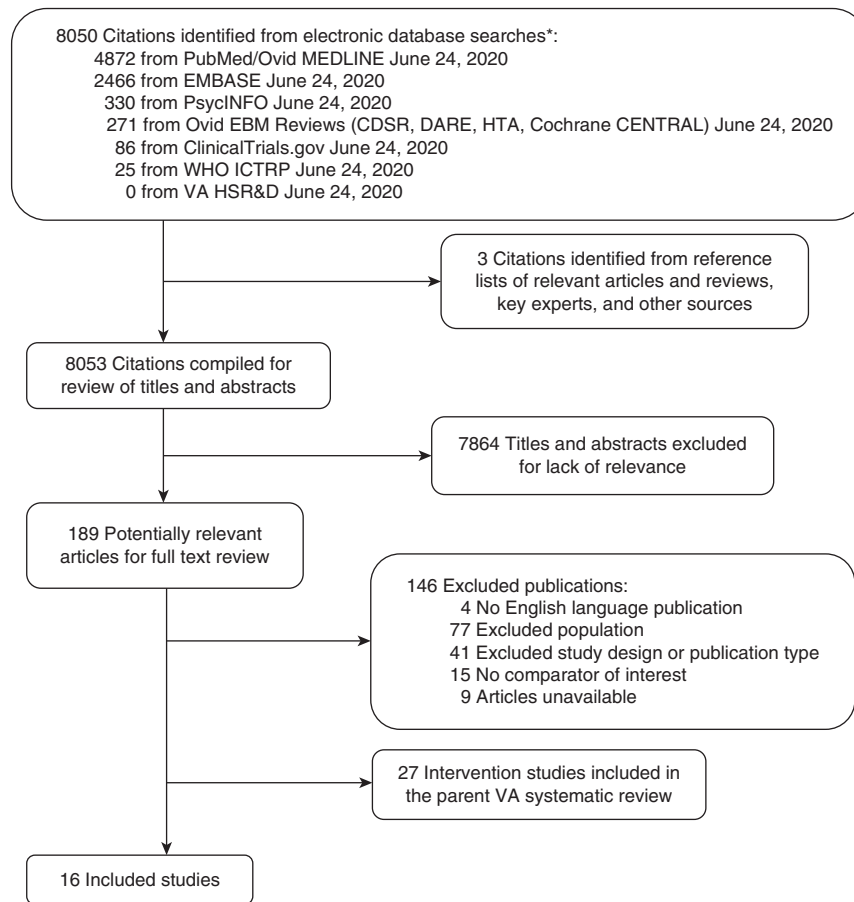 8050 Citations identified from electronic database searches*:
4872 from PubMed/Ovid MEDLINE June 24, 2020
2466 from EMBASE June 24, 2020
330 from PsycINFO June 24, 2020
271 from Ovid EBM Reviews (CDSR, DARE, HTA, Cochrane CENTRAL) June 24, 2020
86 from ClinicalTrials.gov June 24, 2020
25 from WHO ICTRP June 24, 2020
0 from VA HSR&D June 24, 2020
3 Citations identified from reference
lists of relevant articles and reviews,
key experts, and other sources
8053 Citations compiled for
review of titles and abstracts
7864 Titles and abstracts excluded
for lack of relevance
189 Potentially relevant
articles for full text review
146 Excluded publications:
4 No English language publication
77 Excluded population
41 Excluded study design or publication type
15 No comparator of interest
9 Articles unavailable
27 Intervention studies included in
the parent VA systematic review
16 Included studies